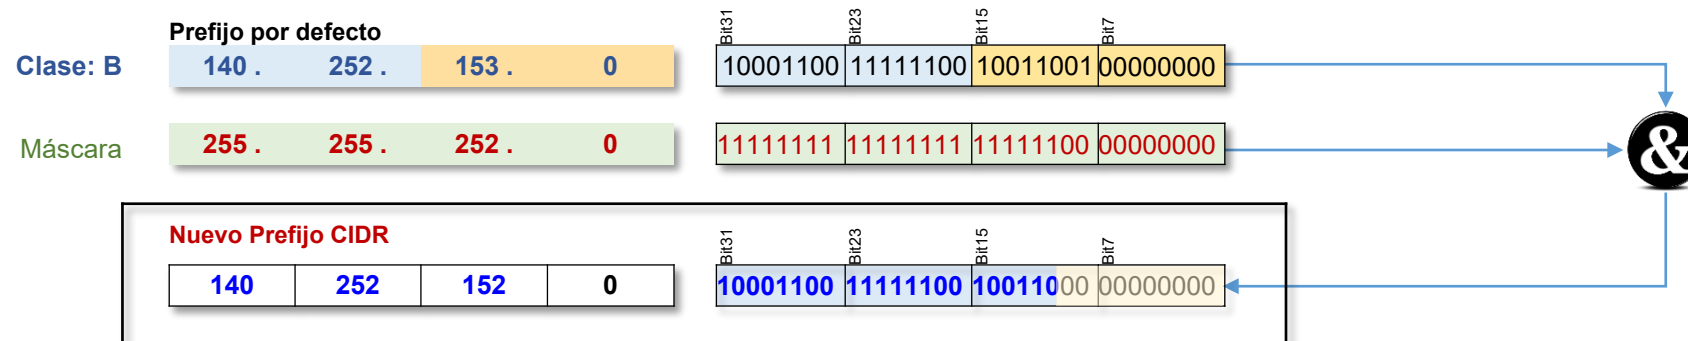 Prefijo por defecto Bit31 Bit23 Bit15 Bit7
Clase: B 140 . 252 . 153 . 0 10001100 11111100 10011001 00000000
Máscara 255 . 255 . 252 . 0 11111111 11111111 11111100 00000000 &
Nuevo Prefijo CIDR Bit31 Bit23 Bit15 Bit7
140 252 152 0 10001100 11111100 10011000 00000000